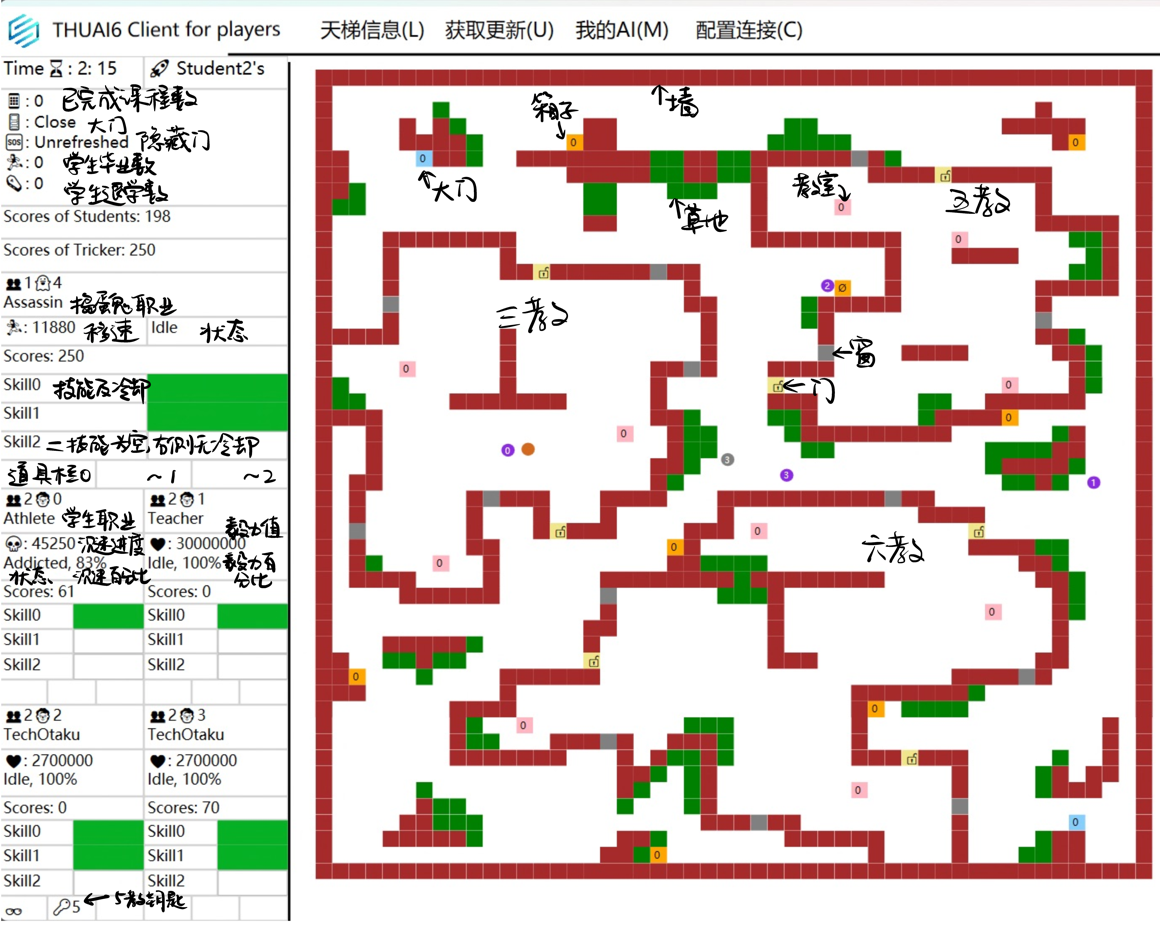 THUAI6 Client for players 天梯信息(L) 获取更新(U) 我的AI(M) 配置连接(C)
Time : 2: 15 Student2's
: 0 已完成课程数
: Close 大门
SOS : Unrefreshed 隐藏门
: 0 学生毕业数
: 0 学生退学数
Scores of Students: 198
Scores of Tricker: 250
1 4
Assassin 捣蛋鬼职业
: 11880 移速 Idle 状态
Scores: 250
Skill0 技能及冷却
Skill1
Skill2 二技能为空,右侧无冷却
道具栏0 ~1 ~2
2 0 2 1
Athlete 学生职业 Teacher 毅力值
: 45250 沉迷进度 : 30000000
Addicted, 83% Idle, 100% 毅力百分比
状态、沉迷百分比
Scores: 61 Scores: 0
Skill0 Skill0
Skill1 Skill1
Skill2 Skill2
2 2 2 3
TechOtaku TechOtaku
: 2700000 : 2700000
Idle, 100% Idle, 100%
Scores: 0 Scores: 70
Skill0 Skill0
Skill1 Skill1
Skill2 Skill2
5 ← 5教钥匙
墙
箱子
0
0
0
大门
草地
教室
0
五教
0
2 0
三教
窗
0
门
0
0
0
0
3
3
1
0
六教
0
0
0
0
0
0
0
0
0
0